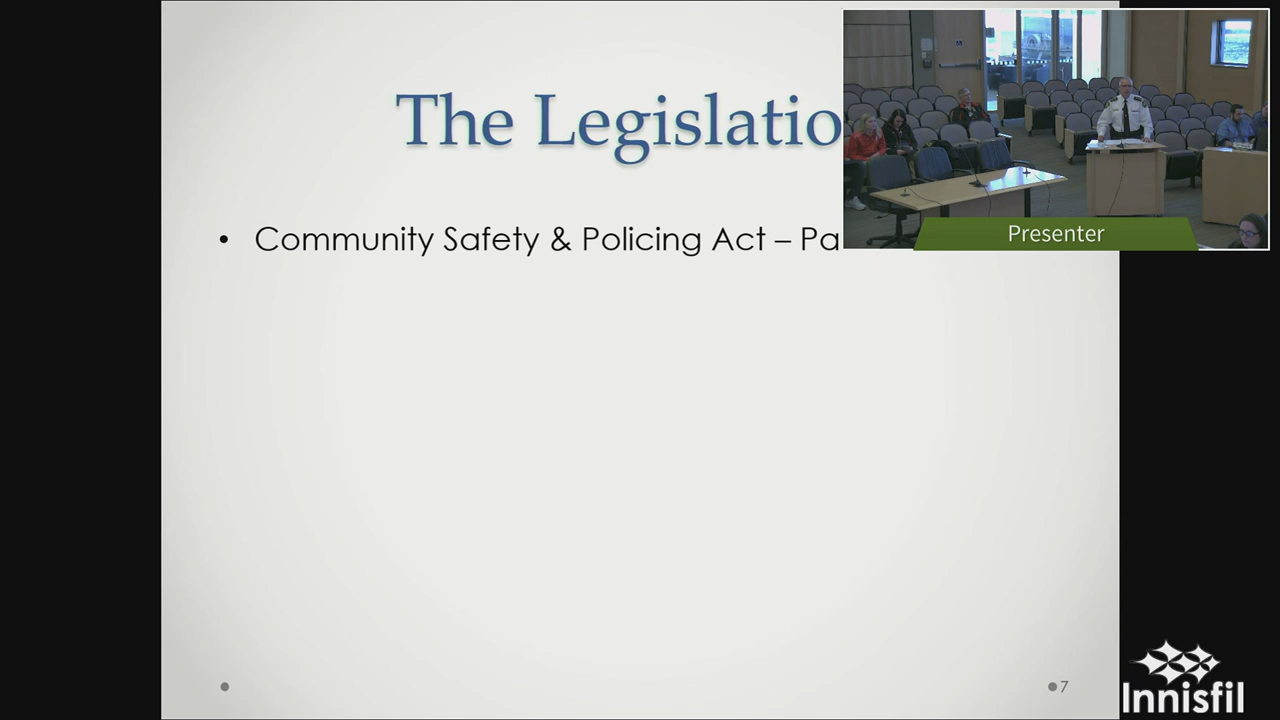 The Legislatio
• Community Safety & Policing Act – Pa
Presenter
7
Innisfil